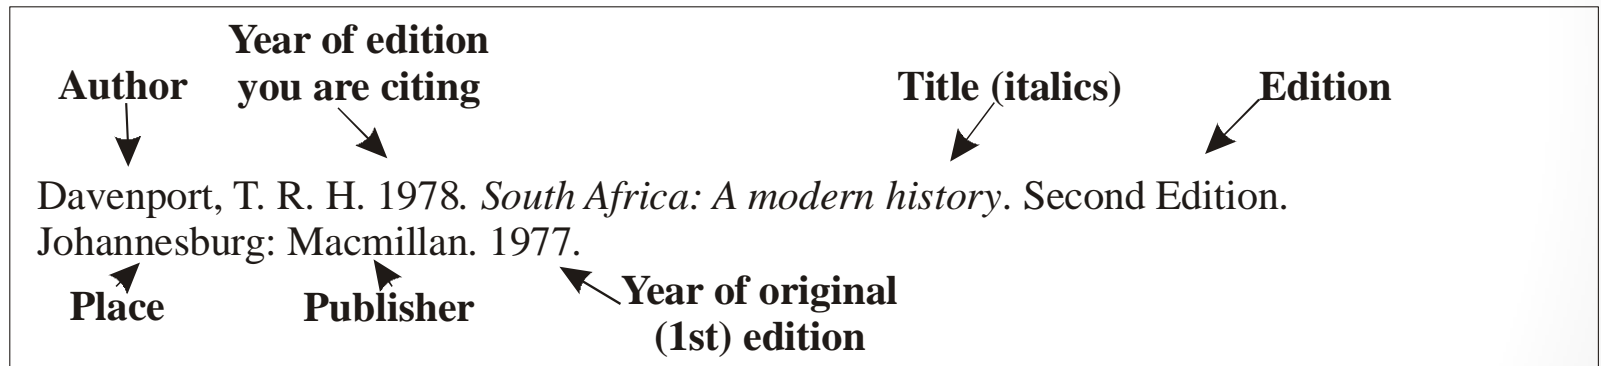 Year of edition
Author you are citing Title (italics) Edition
Davenport, T. R. H. 1978. South Africa: A modern history. Second Edition.
Johannesburg: Macmillan. 1977.
Place Publisher Year of original
(1st) edition